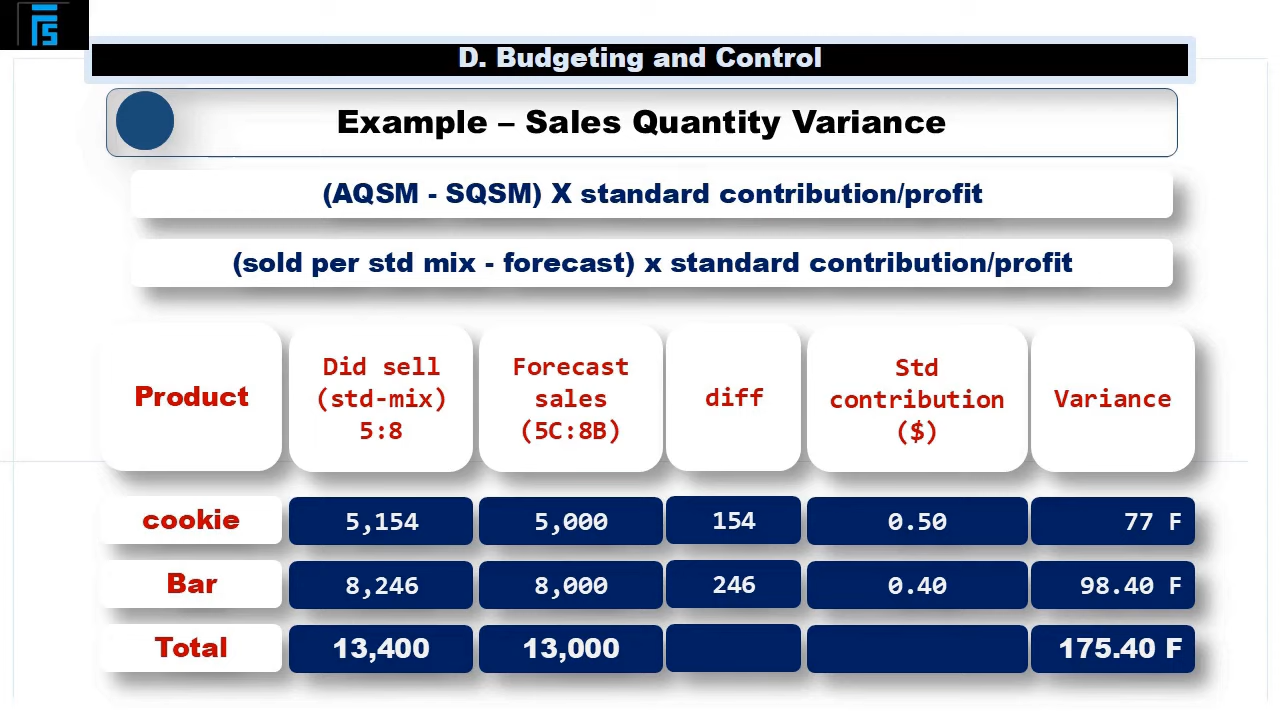 FTS
D. Budgeting and Control
Example – Sales Quantity Variance
(AQSM - SQSM) X standard contribution/profit
(sold per std mix - forecast) x standard contribution/profit
Product
Did sell
(std-mix)
5:8
Forecast
sales
(5C:8B)
diff
Std
contribution
($)
Variance
cookie 5,154 5,000 154 0.50 77 F
Bar 8,246 8,000 246 0.40 98.40 F
Total 13,400 13,000 175.40 F